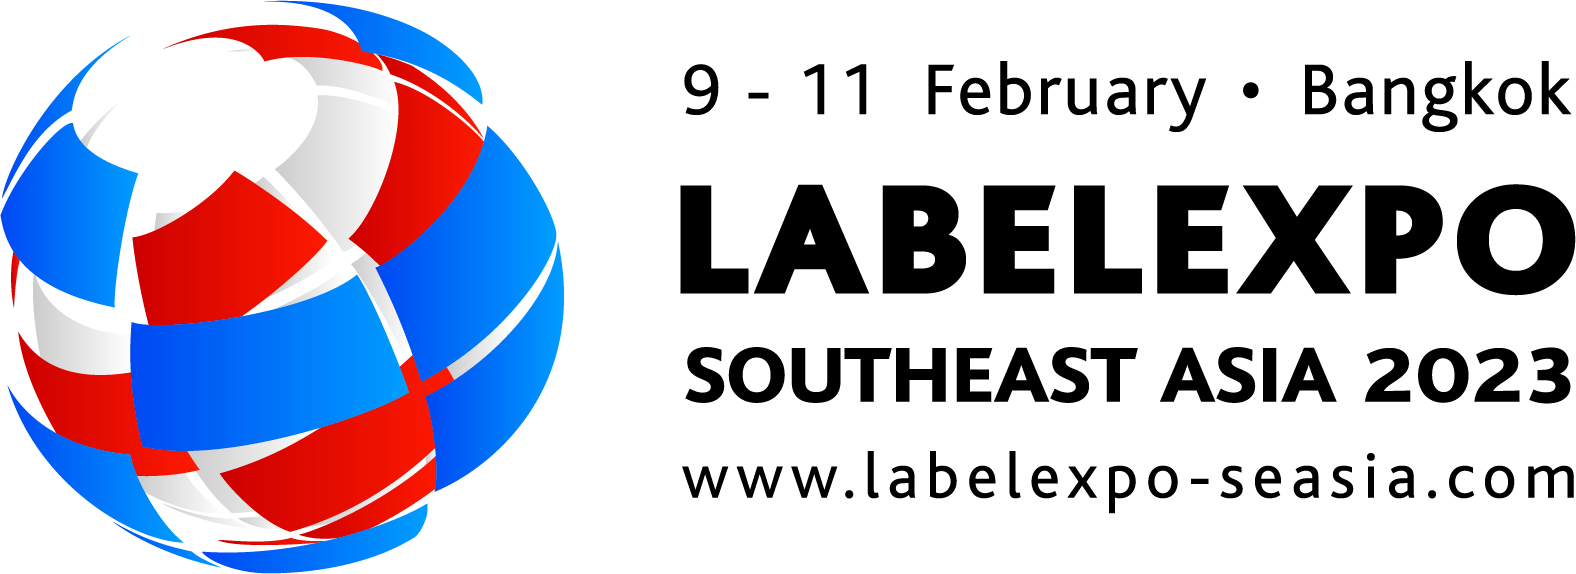 9 - 11 February • Bangkok
LABELEXPO
SOUTHEAST ASIA 2023
www.labelexpo-seasia.com